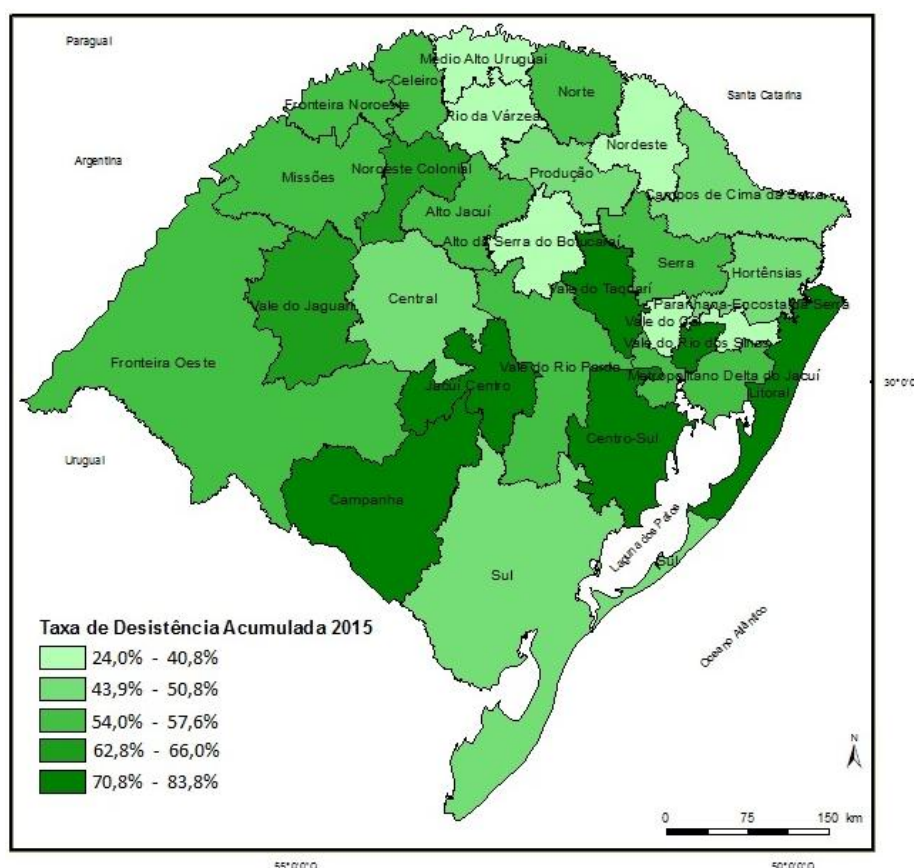 Paraguai
Médio Alto Uruguai
Celeiro
Norte
Santa Catarina
Fronteira Noroeste
Rio da Várzea
Nordeste
Argentina
Noroeste Colonial
Produção
Missões
Campos de Cima da Serra
Alto Jacuí
Alto da Serra do Botucaraí
Serra
Hortênsias
Vale do Taquarí
Central
Vale do Jaguari
Paranhana-Encosta da Serra
Vale do Caí
Vale do Rio dos Sinos
Fronteira Oeste
Vale do Rio Pardo
Metropolitano Delta do Jacuí
Jacuí Centro
Litoral
30°0'0
Centro-Sul
Uruguai
Campanha
Laguna dos Patos
Sul
Sul
Oceano Atlântico
Taxa de Desistência Acumulada 2015
24,0% - 40,8%
43,9% - 50,8%
54,0% - 57,6%
62,8% - 66,0%
70,8% - 83,8%
N
0 75 150 km
55°0'0"O 50°0'0"O